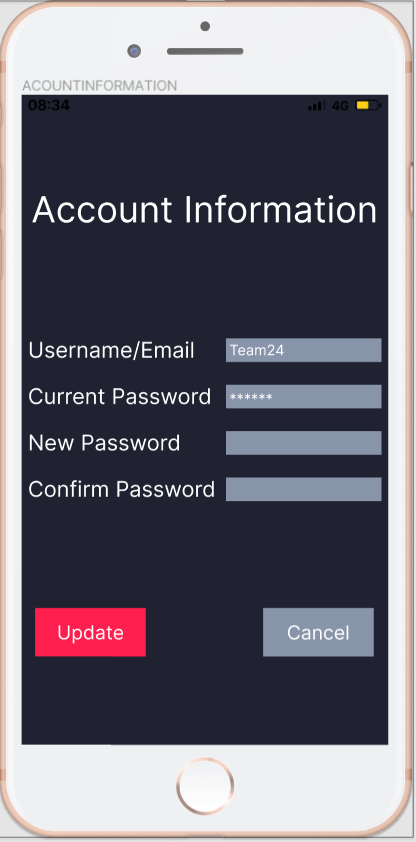 ACOUNTINFORMATION
08:34 4G
Account Information
Username/Email Team24
Current Password ******
New Password
Confirm Password
Update Cancel